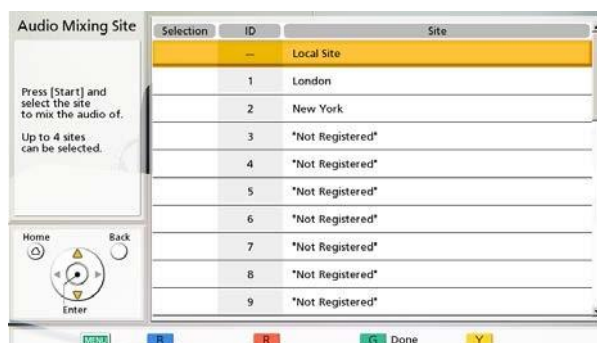 Audio Mixing Site
Press [Start] and
select the site
to mix the audio of.
Up to 4 sites
can be selected.
Home Back
Enter
Selection ID Site
— Local Site
1 London
2 New York
3 *Not Registered*
4 *Not Registered*
5 *Not Registered*
6 *Not Registered*
7 *Not Registered*
8 *Not Registered*
9 *Not Registered*
MENU B R G Done Y